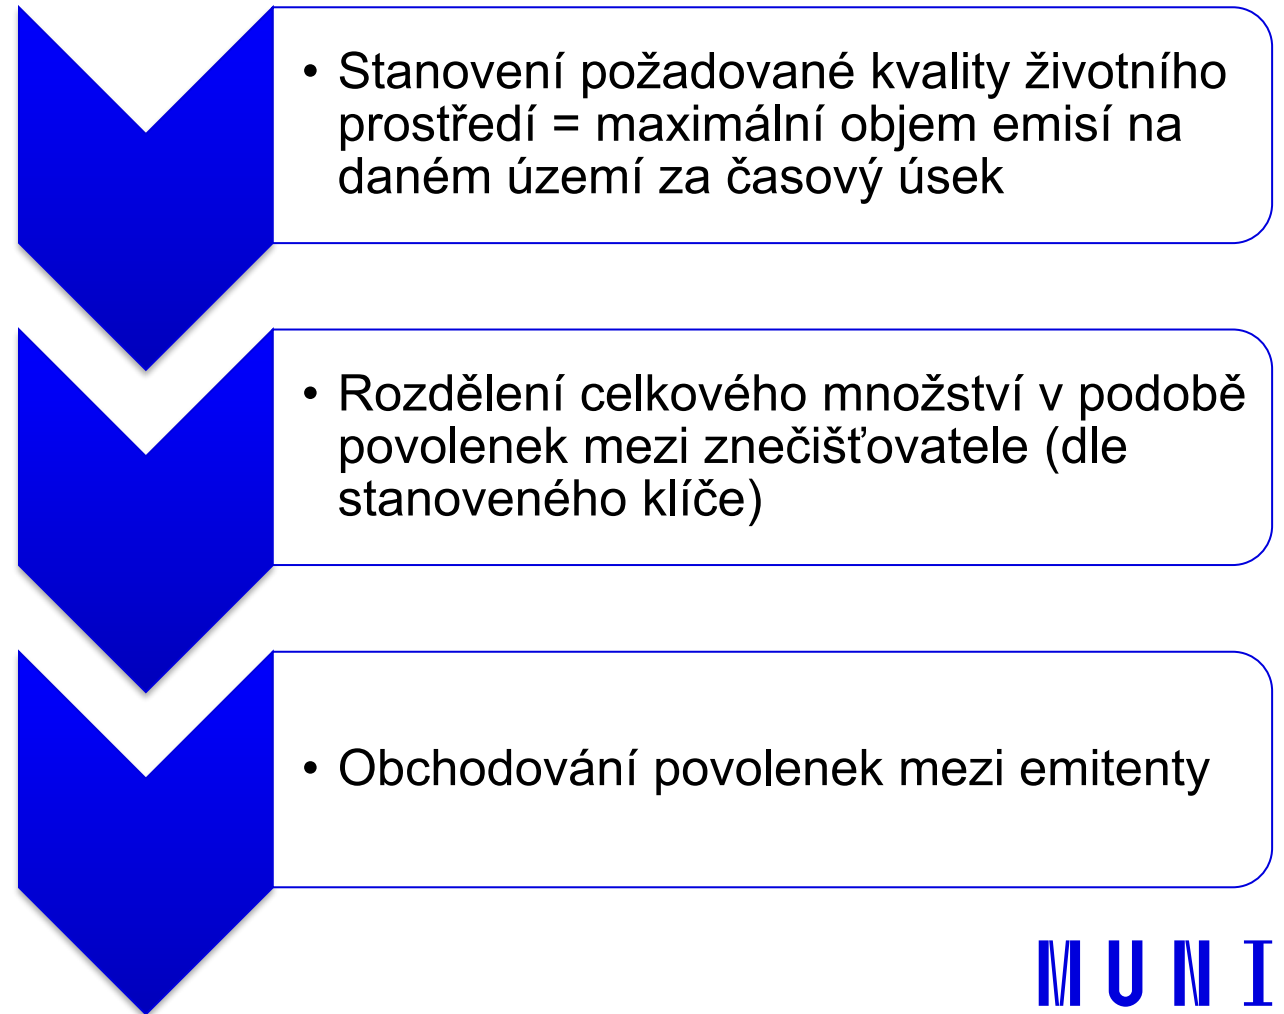 • Stanovení požadované kvality životního
prostředí = maximální objem emisí na
daném území za časový úsek
• Rozdělení celkového množství v podobě
povolenek mezi znečišťovatele (dle
stanoveného klíče)
• Obchodování povolenek mezi emitenty
MUNI